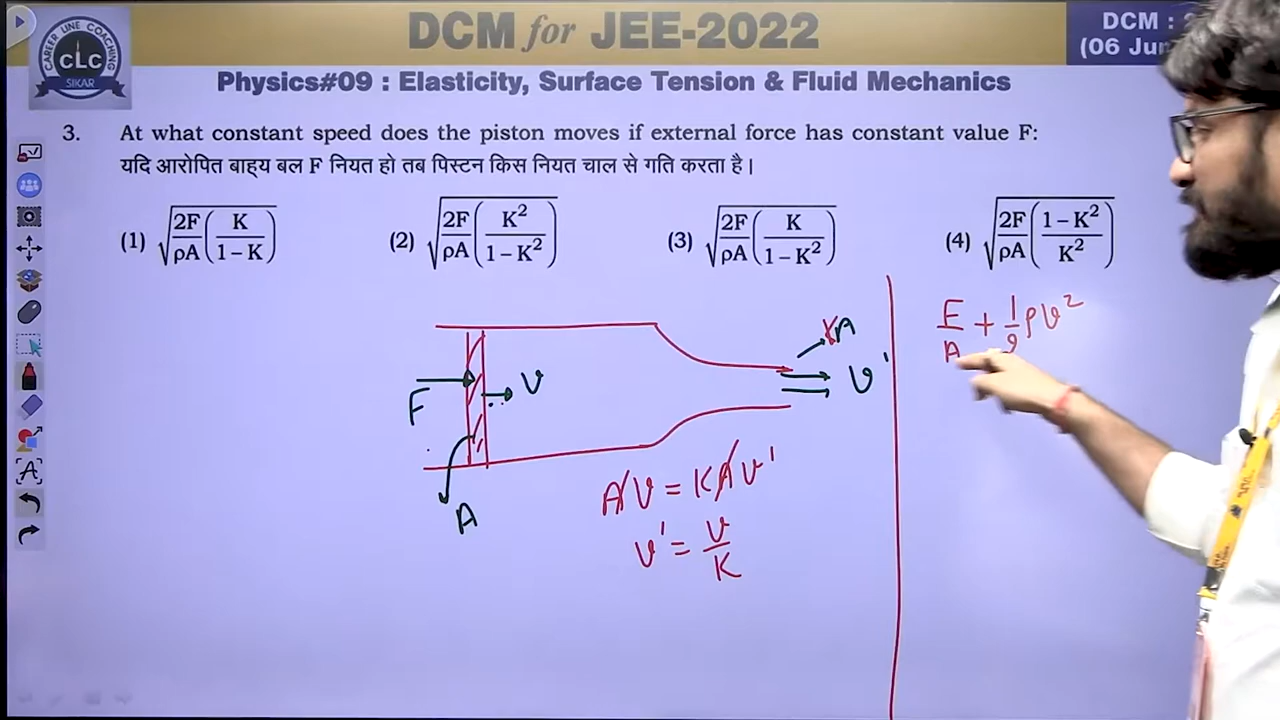 DCM for JEE-2022
DCM :
(06 Jun
CAREER LINE COACHING
CLC
SIKAR
Physics#09 : Elasticity, Surface Tension & Fluid Mechanics
3. At what constant speed does the piston moves if external force has constant value F:
यदि आरोपित बाह्य बल F नियत हो तब पिस्टन किस नियत चाल से गति करता है।
(1) √(2F/ρA (K/(1-K))) (2) √(2F/ρA (K²/(1-K²))) (3) √(2F/ρA (K/(1-K²))) (4) √(2F/ρA ((1-K²)/K²))
F/A + 1/2 ρv²
KA
v'
v
F
A
Av = KAv'
v' = v/K